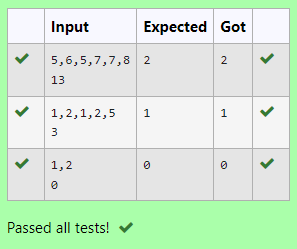 Input Expected Got
5,6,5,7,7,8 2 2
13
1,2,1,2,5 1 1
3
1,2 0 0
0
Passed all tests!